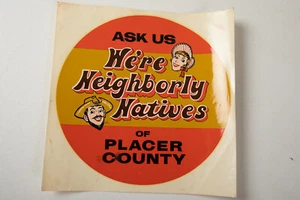 ASK US
We're
Neighborly
Natives
OF
PLACER
COUNTY